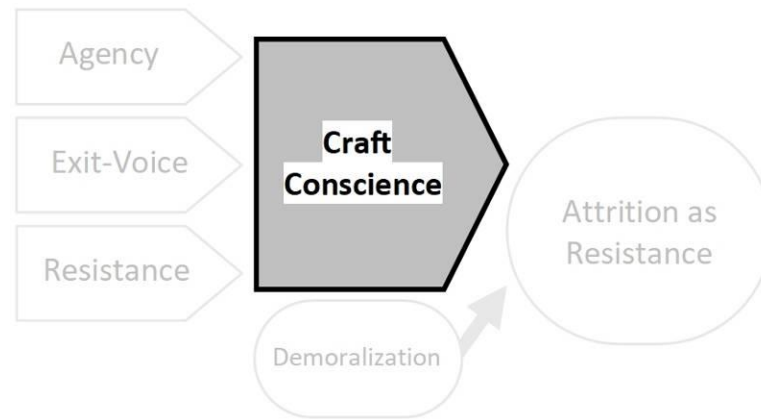 Agency
Exit-Voice
Resistance
Craft
Conscience
Demoralization
Attrition as
Resistance